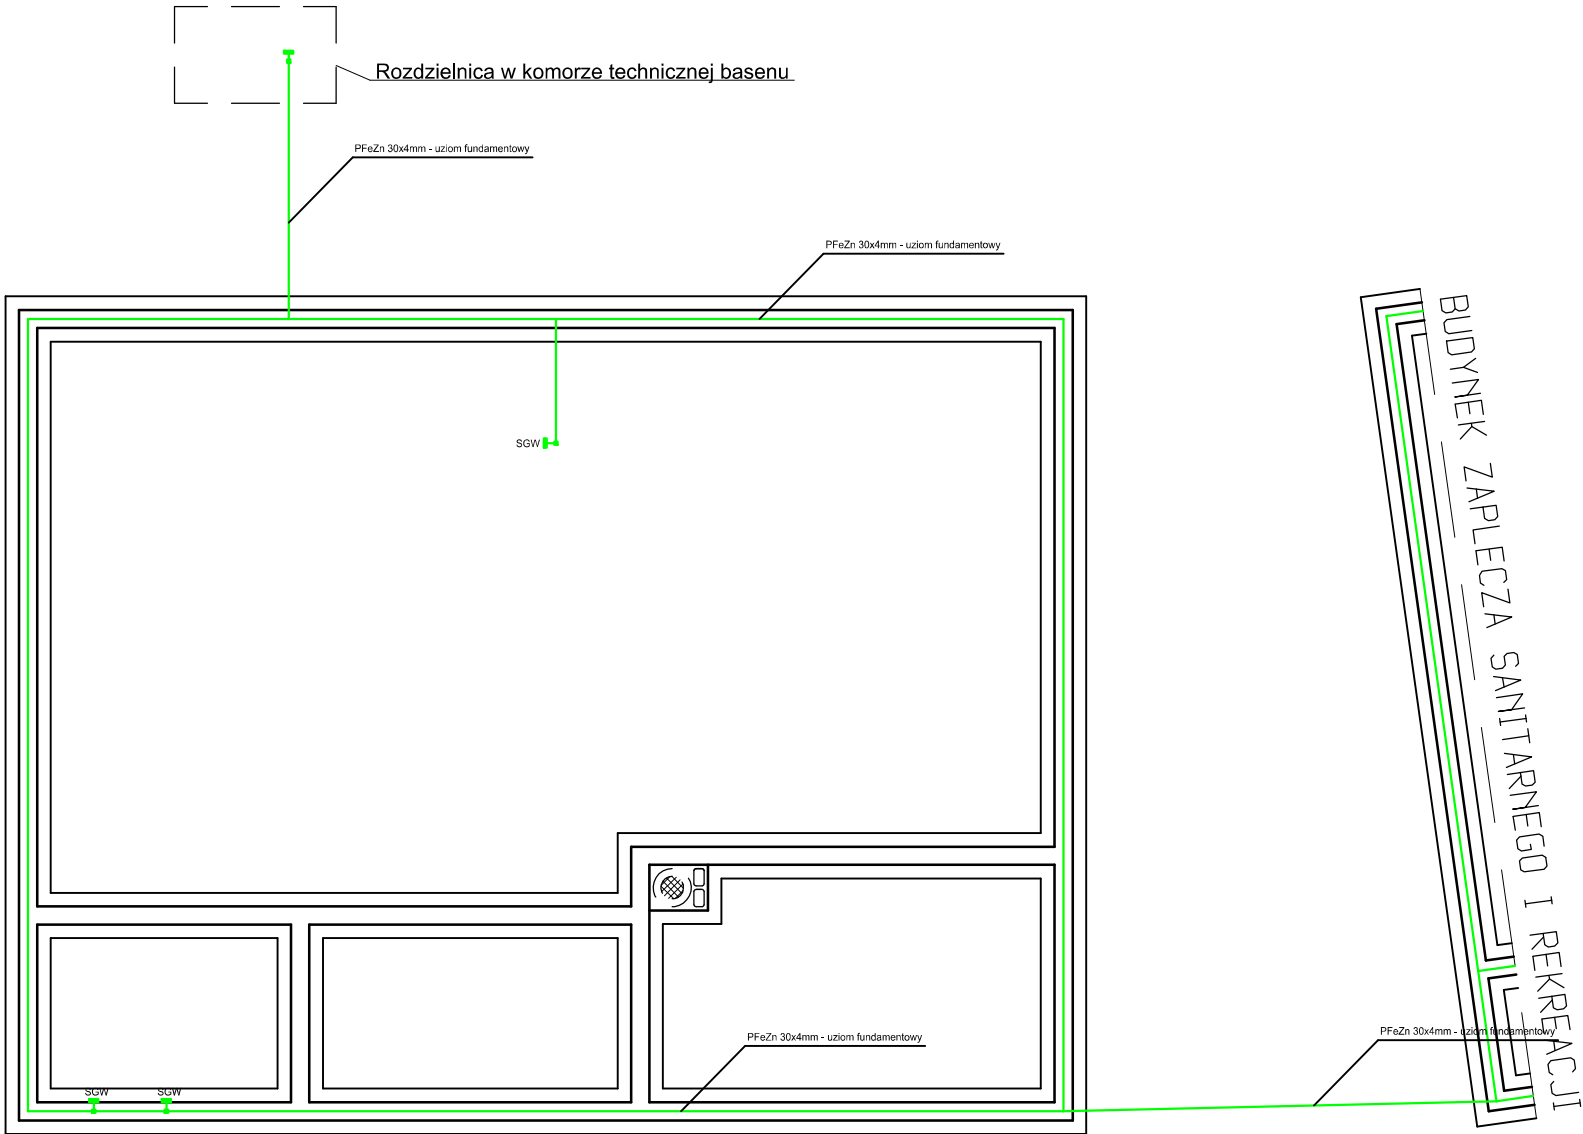 Rozdzielnica w komorze technicznej basenu
PFeZn 30x4mm - uziom fundamentowy
PFeZn 30x4mm - uziom fundamentowy
BUDYNEK ZAPLECZA SANITARNEGO I REKREACJI
SGW
PFeZn 30x4mm - uziom fundamentowy
PFeZn 30x4mm - uziom fundamentowy
SGW
SGW